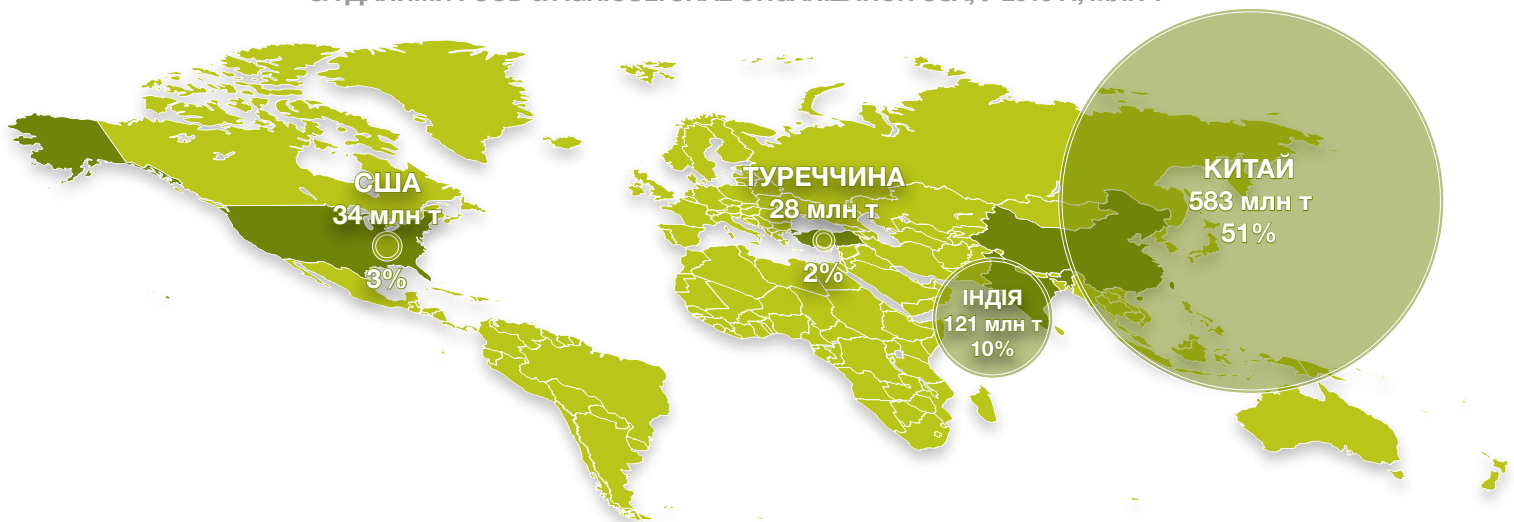 США
34 млн т
3%
ТУРЕЧЧИНА
28 млн т
2%
ІНДІЯ
121 млн т
10%
КИТАЙ
583 млн т
51%